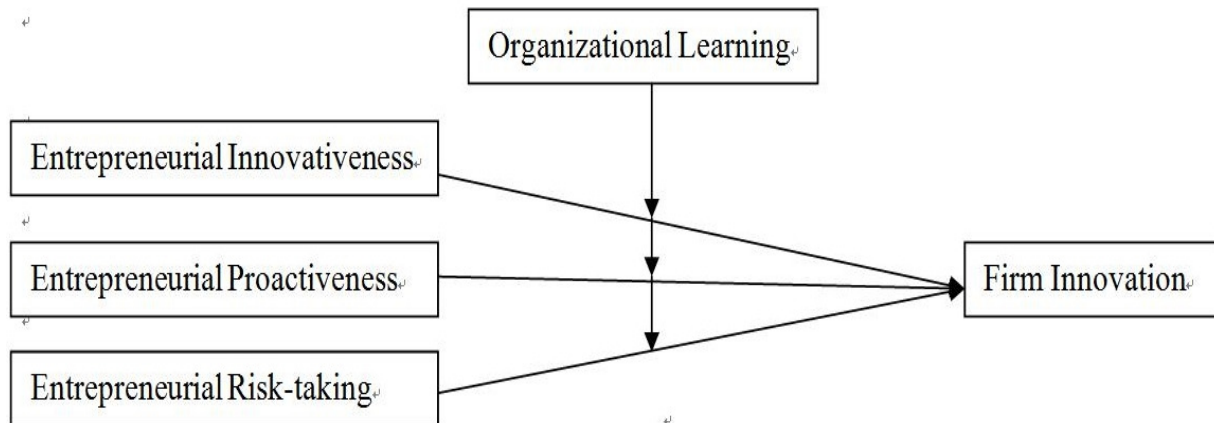 Organizational Learning
Entrepreneurial Innovativeness
Entrepreneurial Proactiveness
Firm Innovation
Entrepreneurial Risk-taking